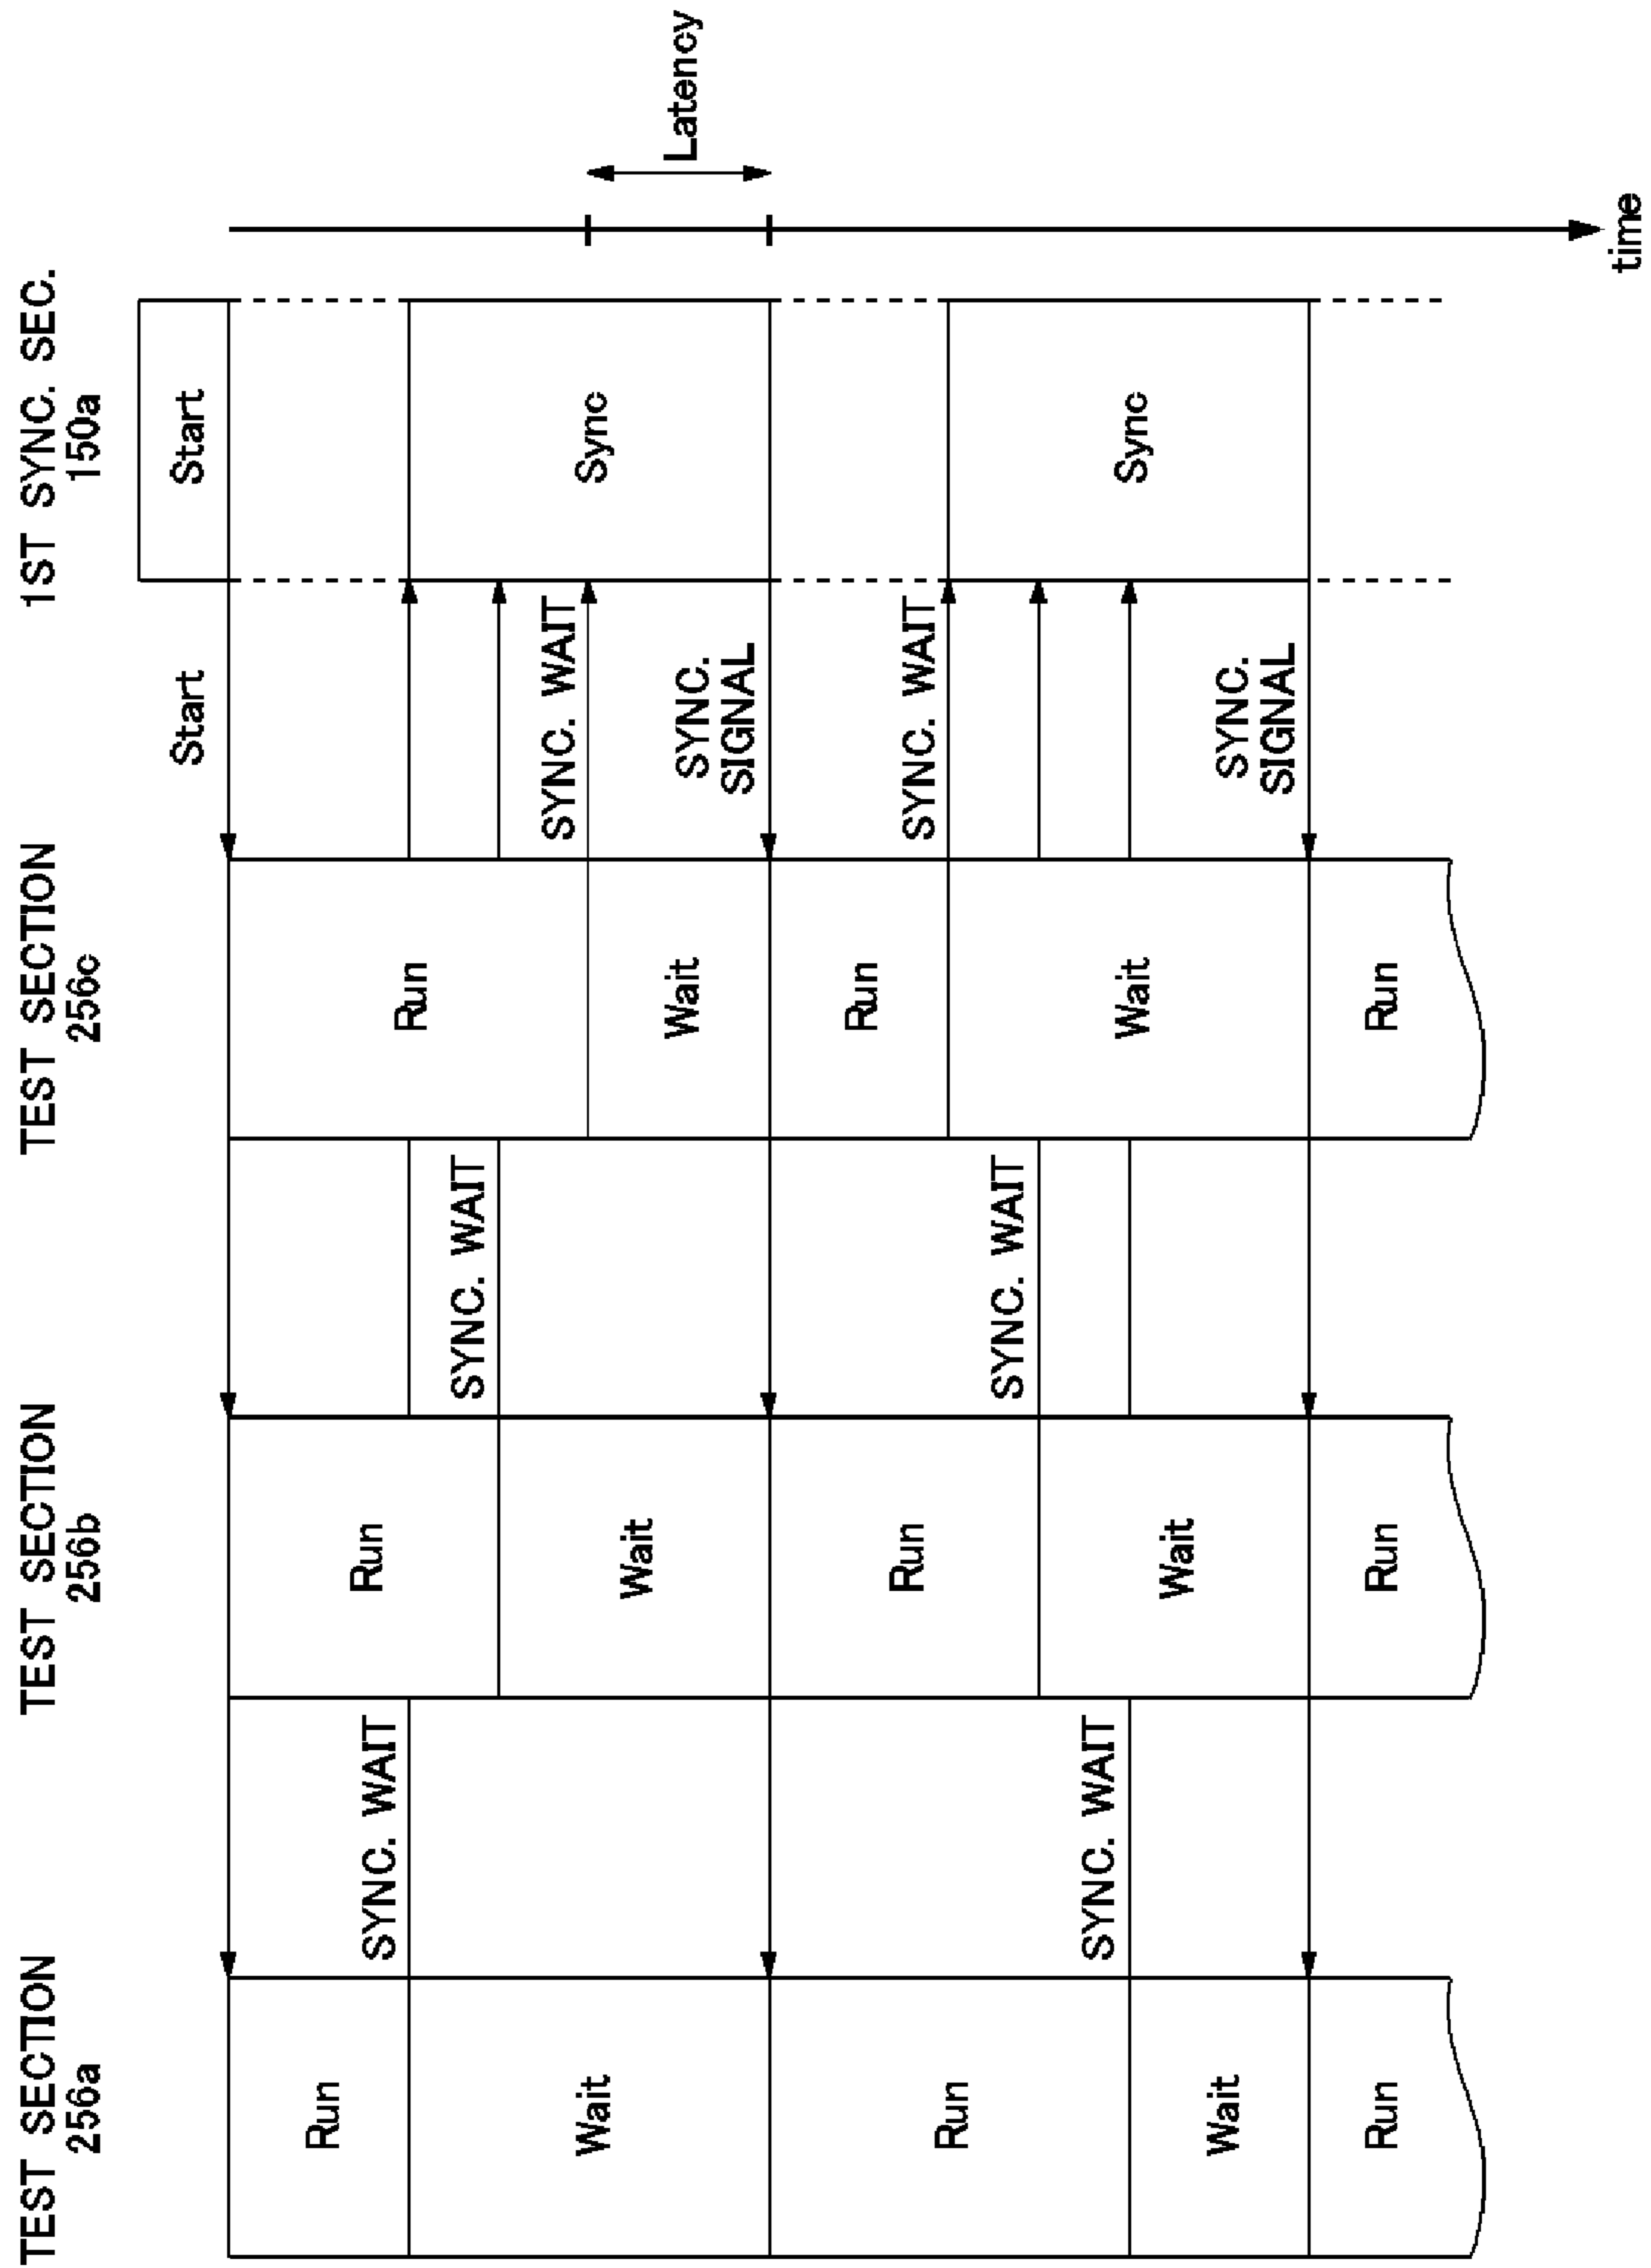 TEST SECTION
256a
TEST SECTION
256b
TEST SECTION
256c
1ST SYNC. SEC.
150a
Start
Start
Run
Run
Run
SYNC. WAIT
SYNC. WAIT
SYNC. WAIT
Wait
Wait
Wait
Sync
Latency
SYNC.
SIGNAL
Run
Run
Run
SYNC. WAIT
SYNC. WAIT
SYNC. WAIT
Wait
Wait
Wait
Sync
SYNC.
SIGNAL
Run
Run
Run
time